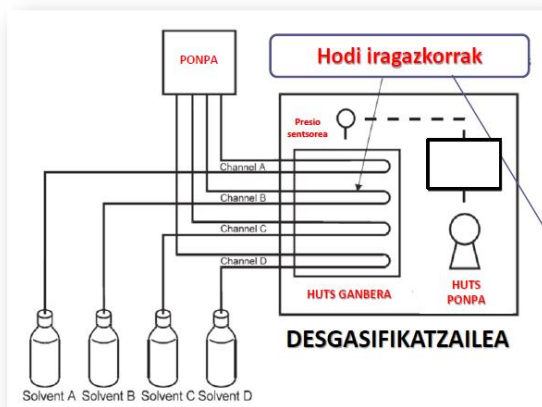 PONPA
Hodi iragazkorrak
Presio
sentsorea
Channel A
Channel B
Channel C
Channel D
HUTS GANBERA
HUTS
PONPA
DESGASIFIKATZAILEA
Solvent A Solvent B Solvent C Solvent D